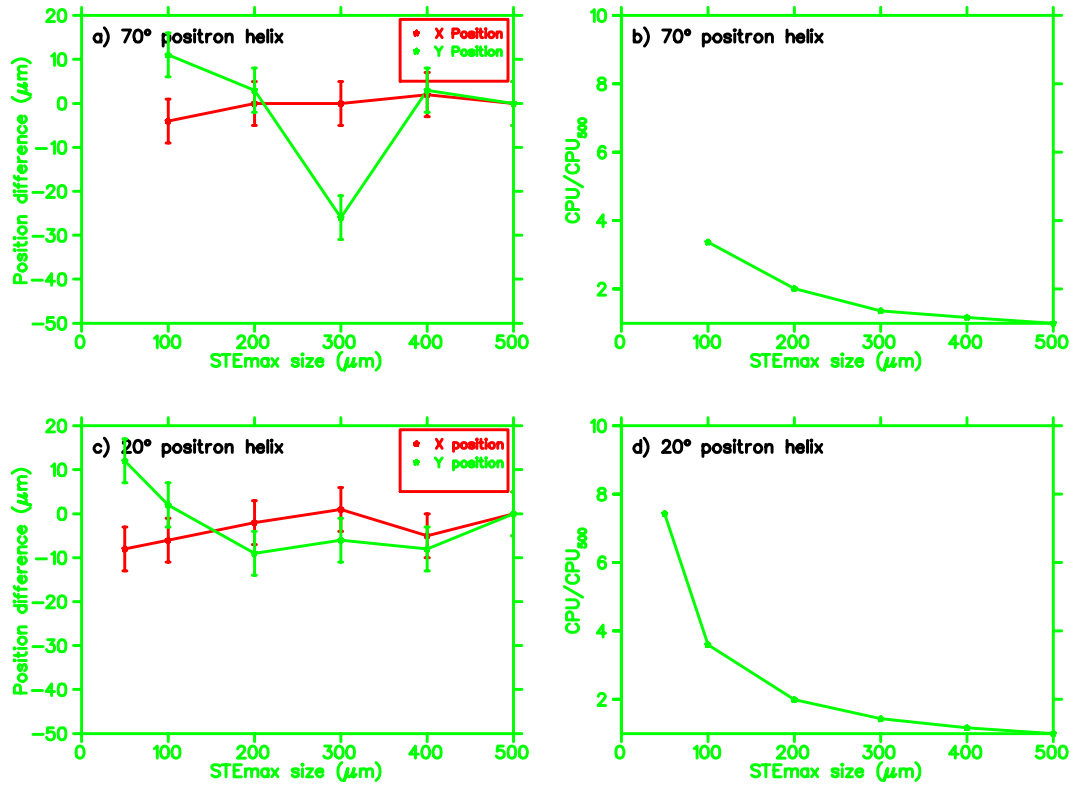 a) 70° positron helix
X Position
Y Position
20
10
0
−10
−20
−30
−40
−50
Position difference (μm)
0 100 200 300 400 500
STEmax size (μm)
b) 70° positron helix
10
8
6
4
2
CPU/CPU500
0 100 200 300 400 500
STEmax size (μm)
c) 20° positron helix
X position
Y position
20
10
0
−10
−20
−30
−40
−50
Position difference (μm)
0 100 200 300 400 500
STEmax size (μm)
d) 20° positron helix
10
8
6
4
2
CPU/CPU500
0 100 200 300 400 500
STEmax size (μm)